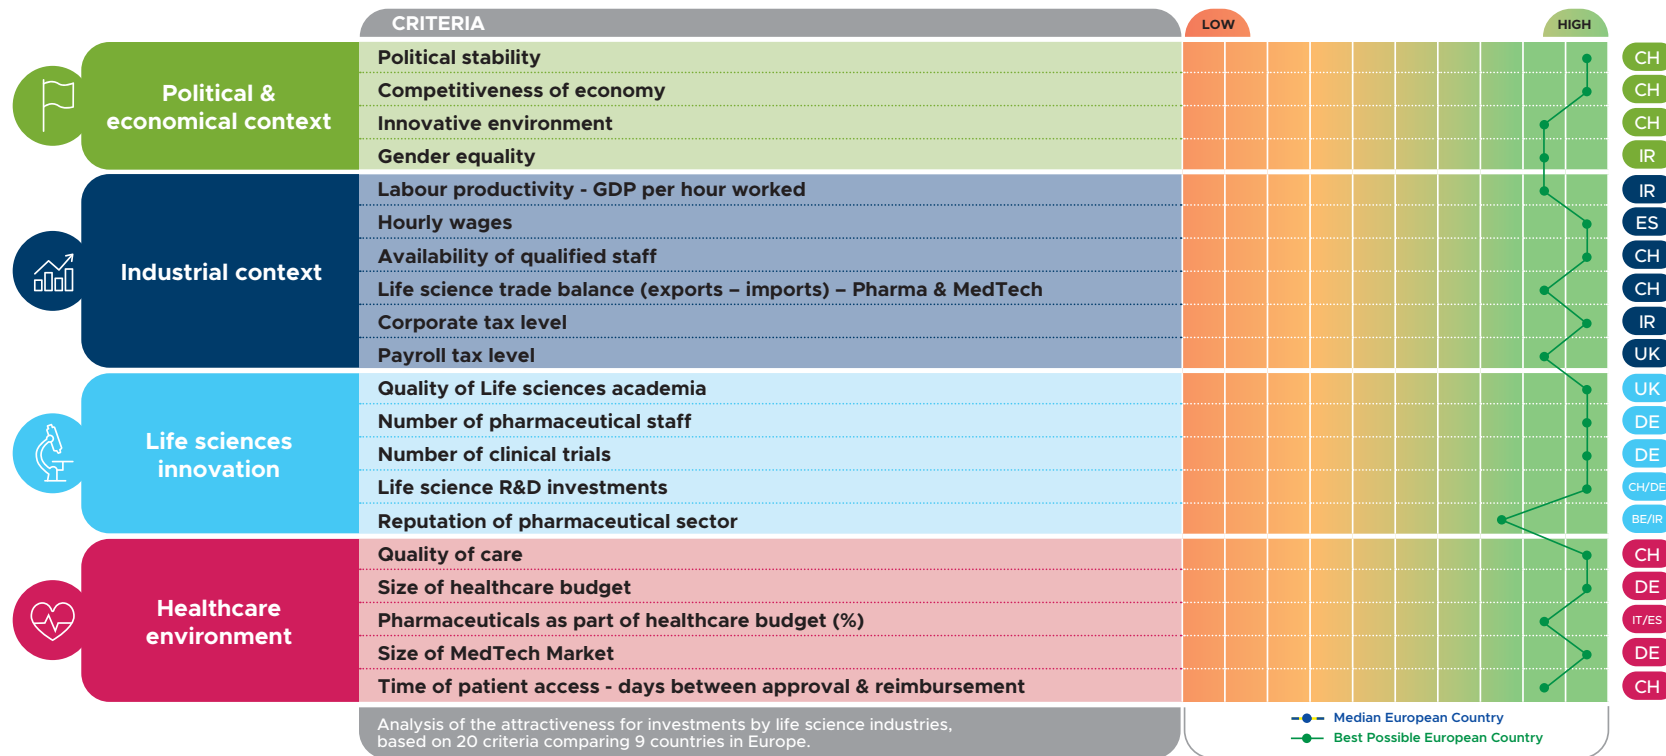 CRITERIA
LOW
HIGH
Political &
economical context
Political stability
CH
Competitiveness of economy
CH
Innovative environment
CH
Gender equality
IR
Industrial context
Labour productivity - GDP per hour worked
IR
Hourly wages
ES
Availability of qualified staff
CH
Life science trade balance (exports – imports) – Pharma & MedTech
CH
Corporate tax level
IR
Payroll tax level
UK
Life sciences
innovation
Quality of Life sciences academia
UK
Number of pharmaceutical staff
DE
Number of clinical trials
DE
Life science R&D investments
CH/DE
Reputation of pharmaceutical sector
BE/IR
Healthcare
environment
Quality of care
CH
Size of healthcare budget
DE
Pharmaceuticals as part of healthcare budget (%)
IT/ES
Size of MedTech Market
DE
Time of patient access - days between approval & reimbursement
CH
Analysis of the attractiveness for investments by life science industries,
based on 20 criteria comparing 9 countries in Europe.
Median European Country
Best Possible European Country